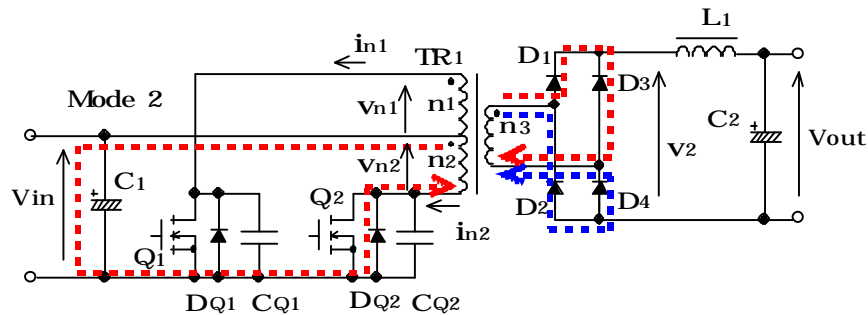 in1
TR1
L1
D1
D3
Mode 2
vn1
n1
n3
C2
v2
Vout
vn2
n2
Vin
+
C1
+
Q2
D2
D4
in2
Q1
DQ1
CQ1
DQ2
CQ2